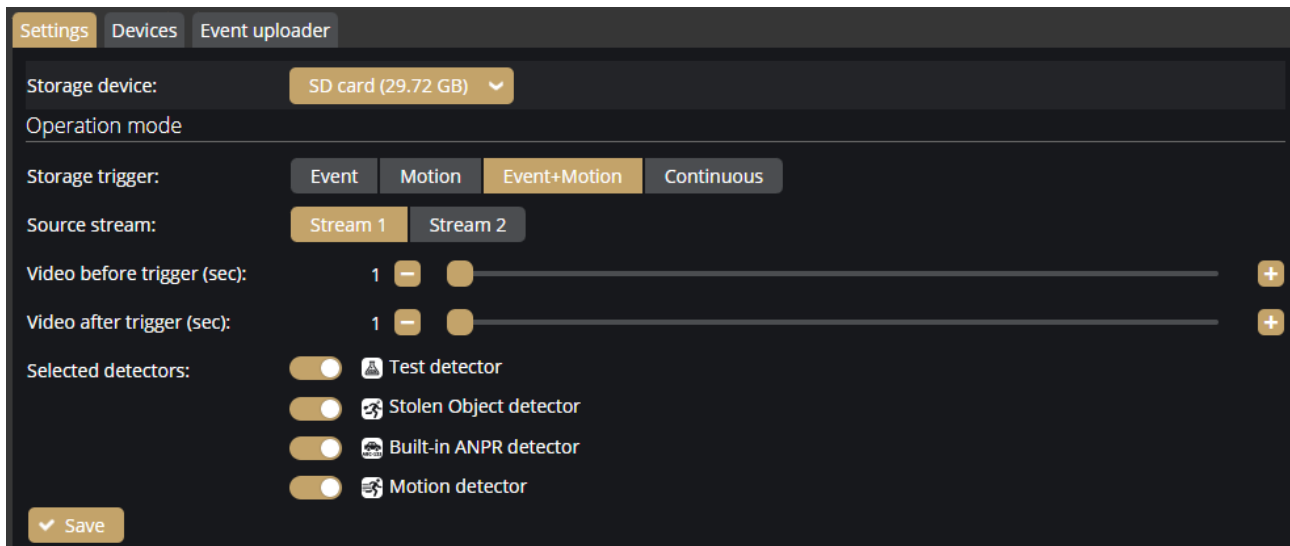 Settings Devices Event uploader
Storage device: SD card (29.72 GB)
Operation mode
Storage trigger: Event Motion Event+Motion Continuous
Source stream: Stream 1 Stream 2
Video before trigger (sec): 1
Video after trigger (sec): 1
Selected detectors: Test detector
Stolen Object detector
Built-in ANPR detector
Motion detector
Save